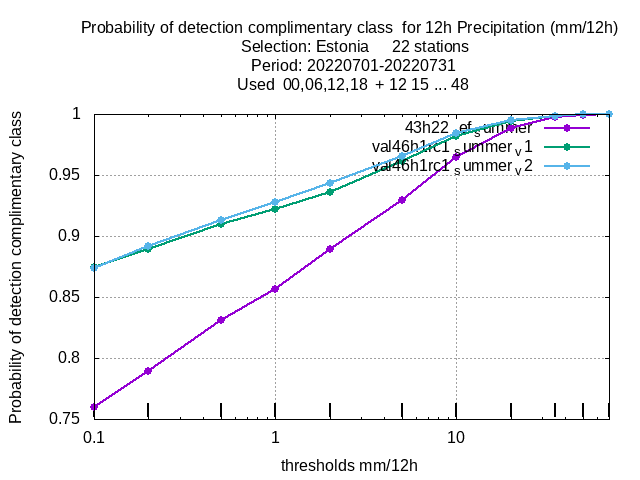 Probability of detection complimentary class  for 12h Precipitation (mm/12h)
Selection: Estonia     22 stations
Period: 20220701-20220731
Used  00,06,12,18  + 12 15 ... 48
Probability of detection complimentary class
1
0.95
0.9
0.85
0.8
0.75
43h22_ref_summer
val46h1rc1_summer_v1
val46h1rc1_summer_v2
0.1
1
10
thresholds mm/12h